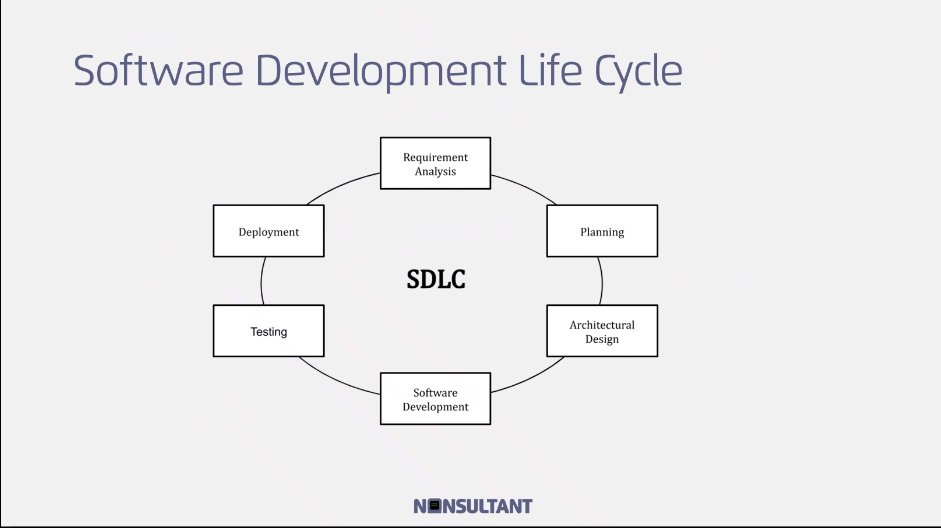 Software Development Life Cycle
Requirement
Analysis
Deployment
Planning
SDLC
Testing
Architectural
Design
Software
Development
NONSULTANT